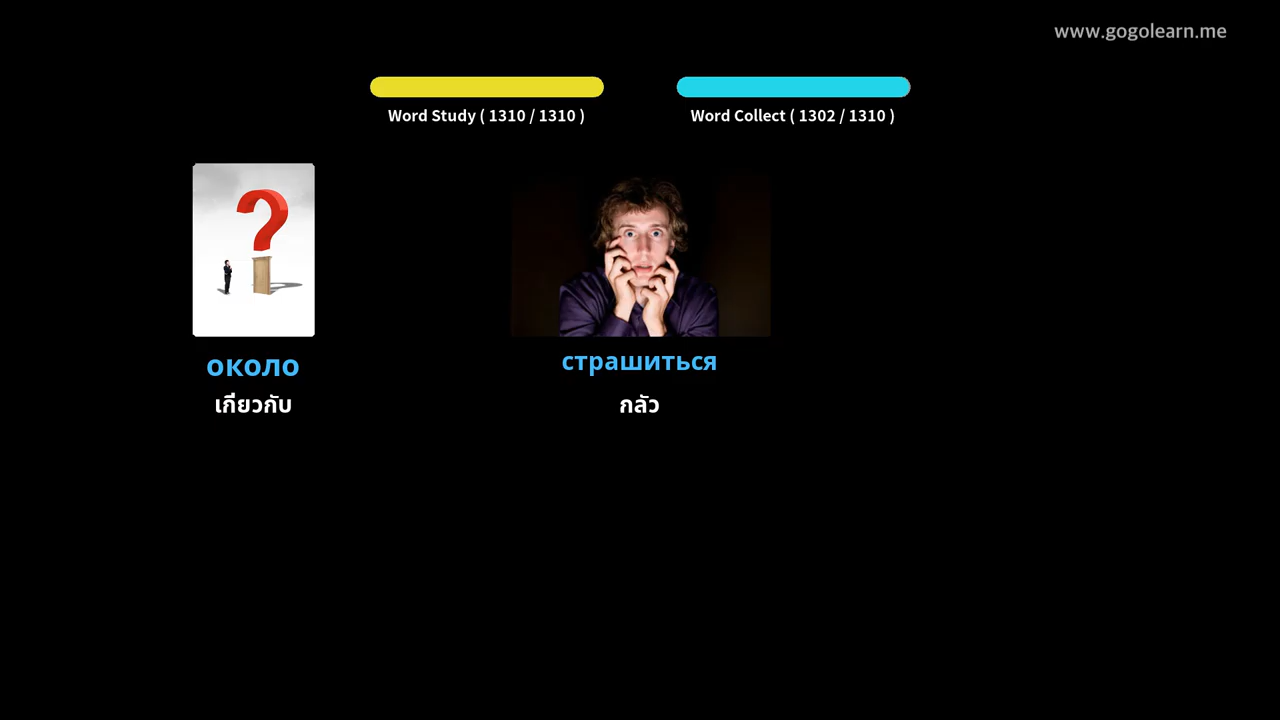 www.gogolearn.me
Word Study ( 1310 / 1310 )
Word Collect ( 1302 / 1310 )
около
เกี่ยวกับ
страшиться
กลัว